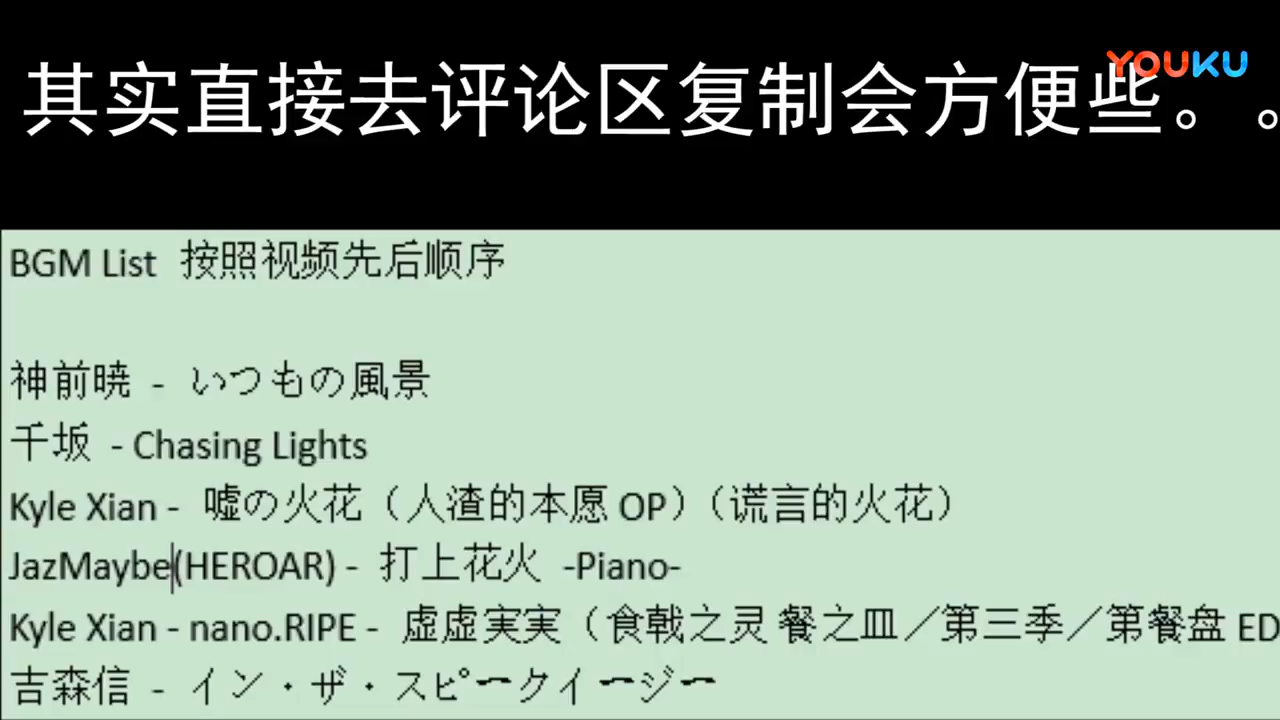 其实直接去评论区复制会方便些。。
YOUKU
BGM List 按照视频先后顺序
神前暁 - いつもの風景
千坂 - Chasing Lights
Kyle Xian - 嘘の火花（人渣的本愿 OP）（谎言的火花）
JazMaybe(HEROAR) - 打上花火 -Piano-
Kyle Xian - nano.RIPE - 虚虚実実（食戟之灵 餐之皿／第三季／第餐盘 ED
吉森信 - イン・ザ・スピークイージー